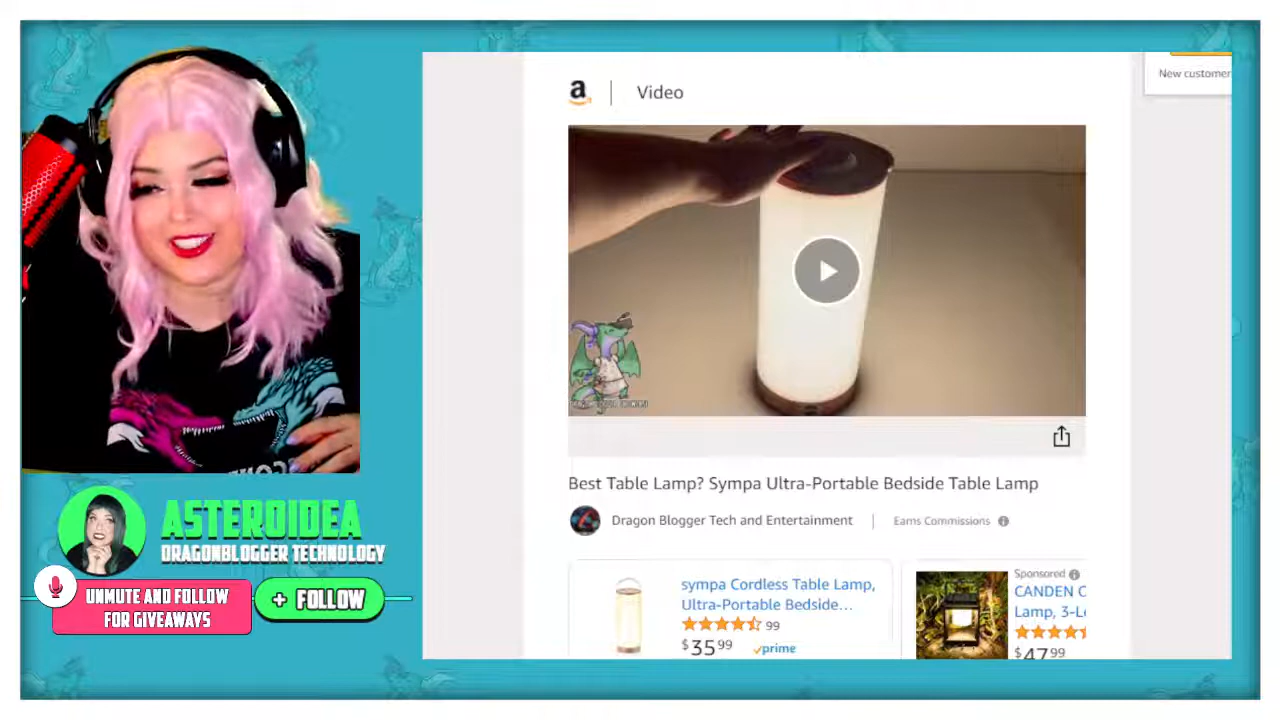 a | Video
New customer
Best Table Lamp? Sympa Ultra-Portable Bedside Table Lamp
Dragon Blogger Tech and Entertainment | Earns Commissions
sympa Cordless Table Lamp,
Ultra-Portable Bedside...
99
$35 99 prime
Sponsored
CANDEN C
Lamp, 3-L
$47 99
ASTEROIDEA
DRAGONBLOGGER TECHNOLOGY
UNMUTE AND FOLLOW
FOR GIVEAWAYS
+ FOLLOW